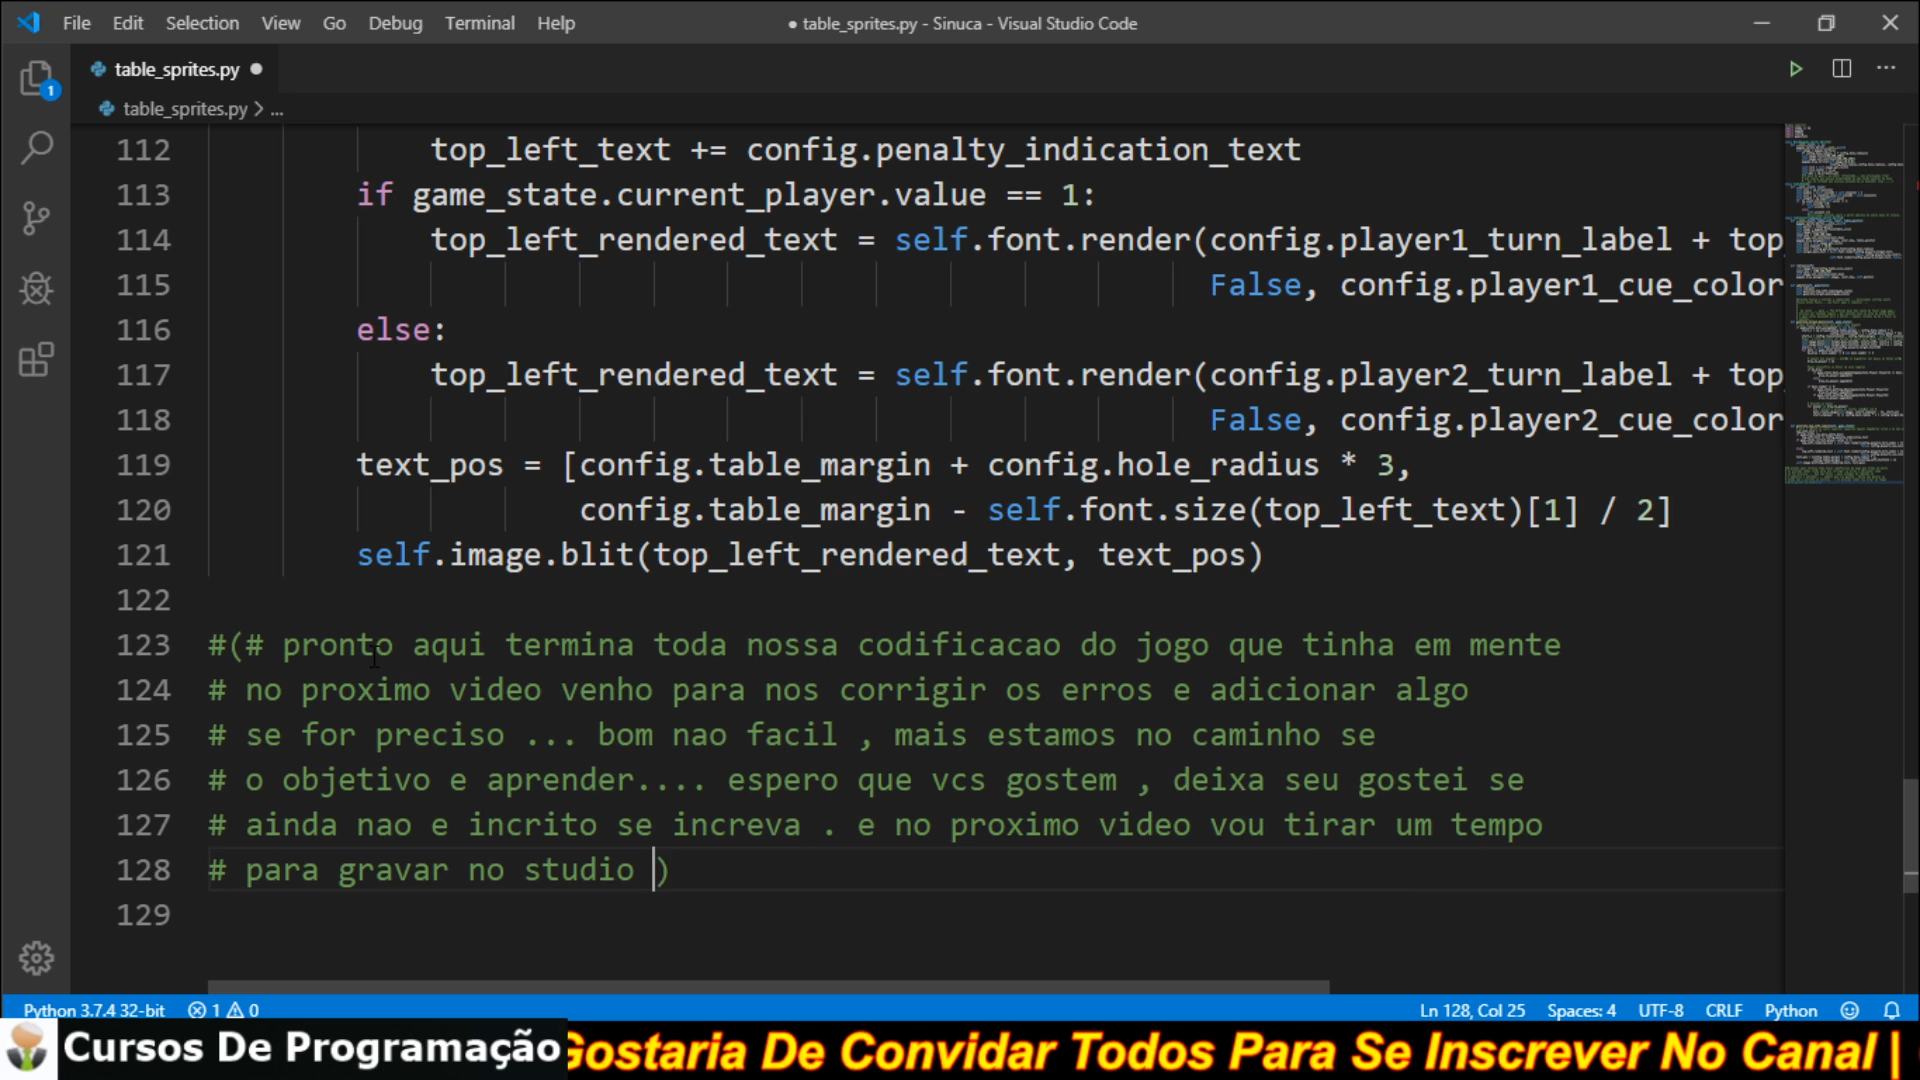 File Edit Selection View Go Debug Terminal Help
● table_sprites.py - Sinuca - Visual Studio Code
table_sprites.py ●
table_sprites.py > ...
1
112 top_left_text += config.penalty_indication_text
113 if game_state.current_player.value == 1:
114 top_left_rendered_text = self.font.render(config.player1_turn_label + top_
115 False, config.player1_cue_color
116 else:
117 top_left_rendered_text = self.font.render(config.player2_turn_label + top_
118 False, config.player2_cue_color
119 text_pos = [config.table_margin + config.hole_radius * 3,
120 config.table_margin - self.font.size(top_left_text)[1] / 2]
121 self.image.blit(top_left_rendered_text, text_pos)
122
123 #(# pronto aqui termina toda nossa codificacao do jogo que tinha em mente
124 # no proximo video venho para nos corrigir os erros e adicionar algo
125 # se for preciso ... bom nao facil , mais estamos no caminho se
126 # o objetivo e aprender.... espero que vcs gostem , deixa seu gostei se
127 # ainda nao e incrito se increva . e no proximo video vou tirar um tempo
128 # para gravar no studio )
129
Python 3.7.4 32-bit 1 0 Ln 128, Col 25 Spaces: 4 UTF-8 CRLF Python
Cursos De Programação Gostaria De Convidar Todos Para Se Inscrever No Canal |